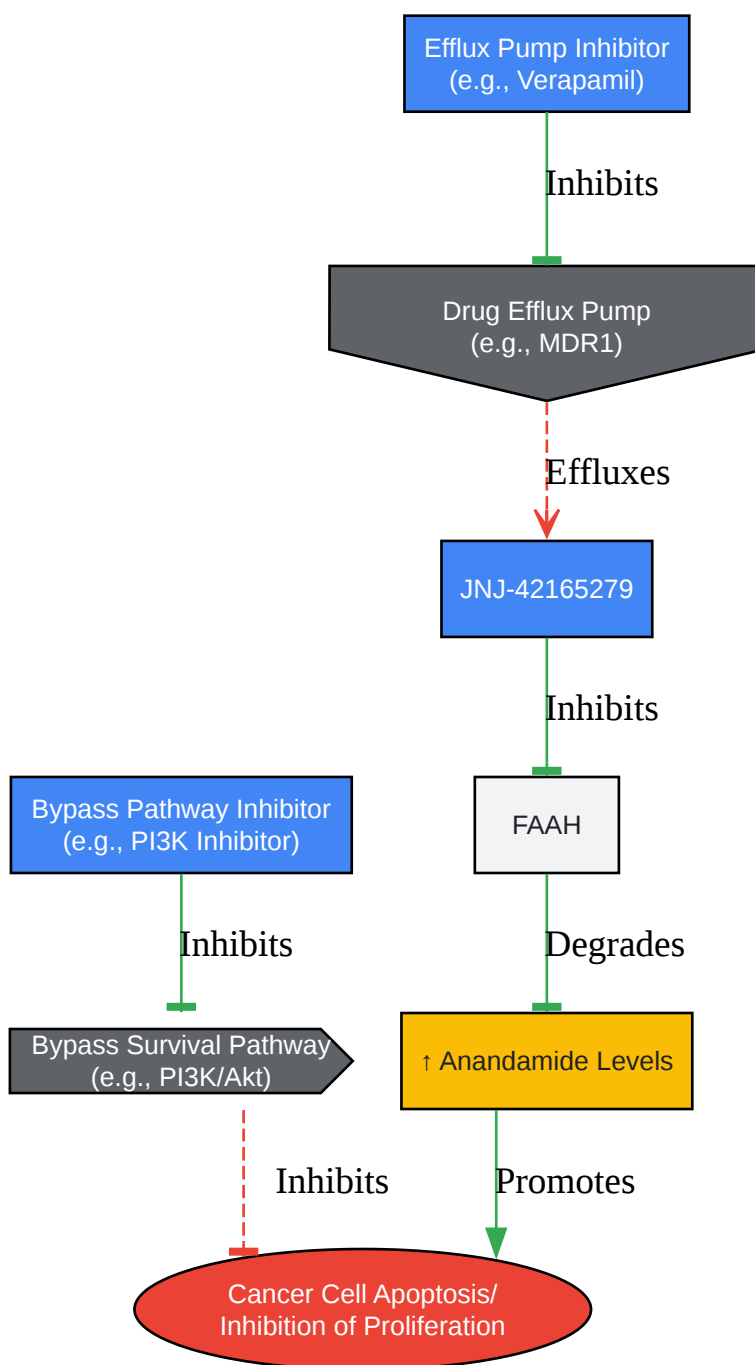 Efflux Pump Inhibitor
(e.g., Verapamil)
Inhibits
Drug Efflux Pump
(e.g., MDR1)
Effluxes
JNJ-42165279
Inhibits
Bypass Pathway Inhibitor
(e.g., PI3K Inhibitor)
FAAH
Inhibits
Degrades
Bypass Survival Pathway
(e.g., PI3K/Akt)
↑ Anandamide Levels
Inhibits
Promotes
Cancer Cell Apoptosis/
Inhibition of Proliferation